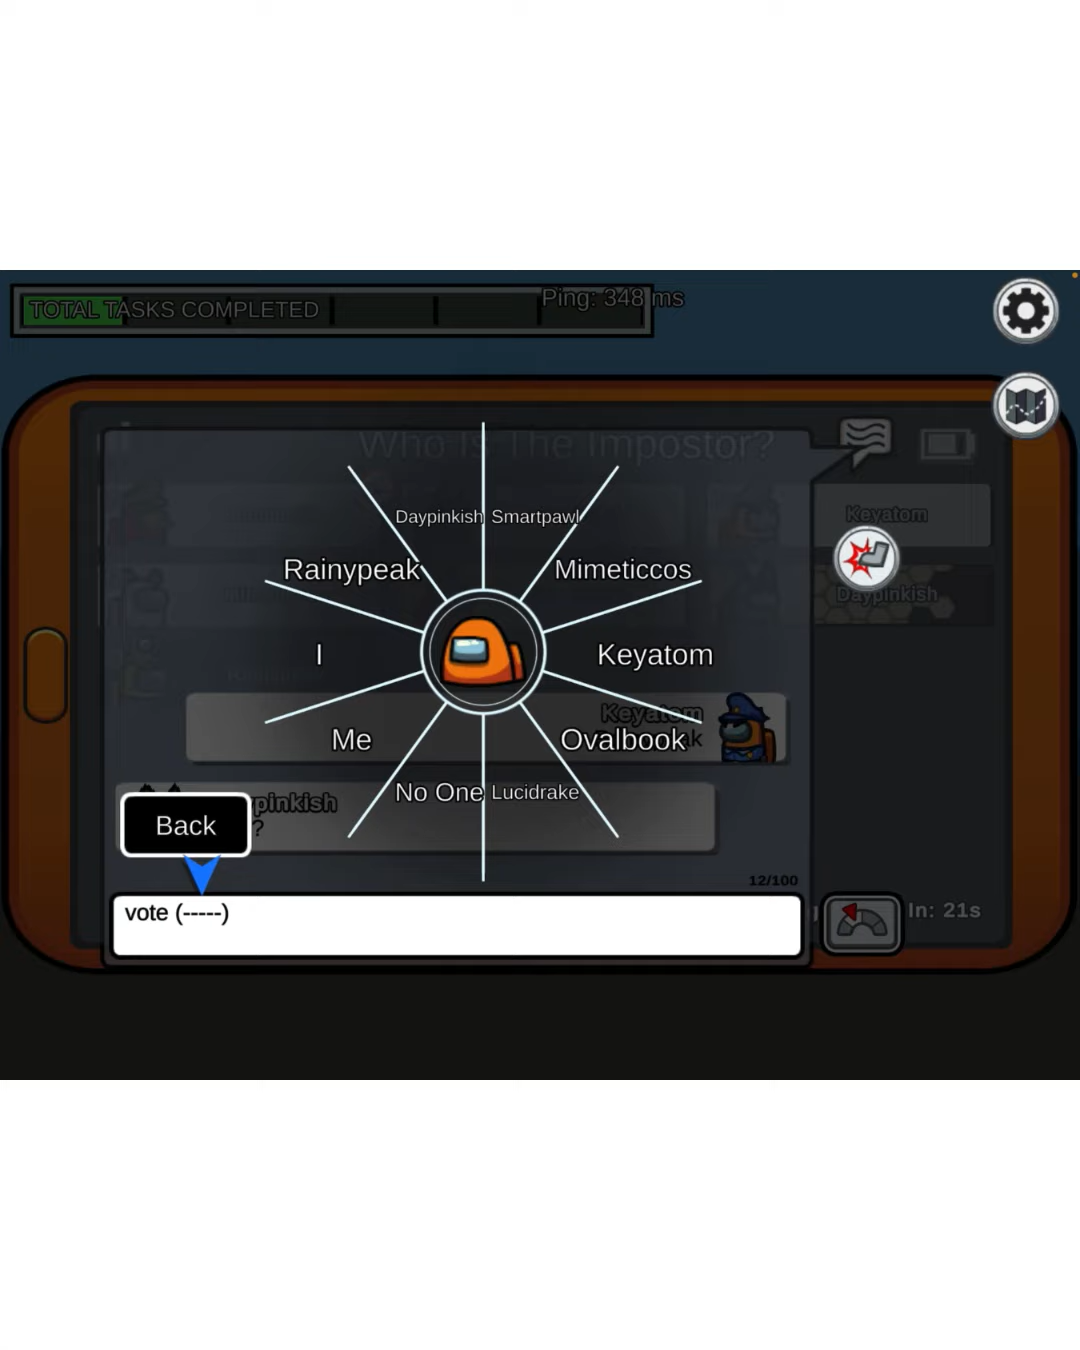 TOTAL TASKS COMPLETED
Ping: 348 ms
Who Is The Impostor?
Keyatom
Daypinkish
Daypinkish
Smartpawl
Rainypeak
Mimeticcos
I
Keyatom
Me
Ovalbook
No One
Lucidrake
Keyatom
?
Back
12/100
vote (-----)
In: 21s